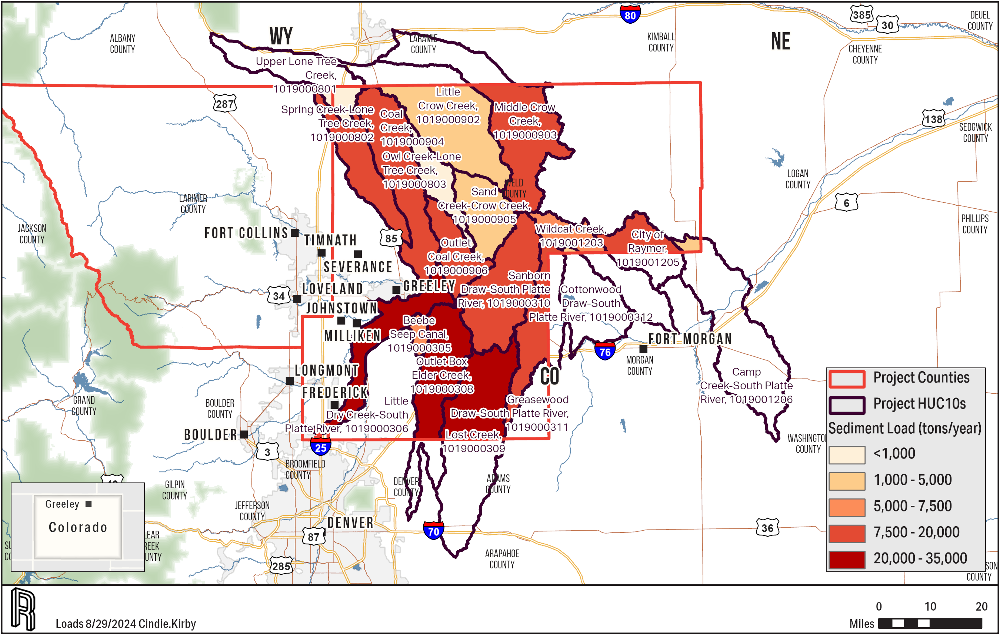 80
385
30
DEUEL
COUNTY
WY
NE
ALBANY
COUNTY
LARAMIE
COUNTY
KIMBALL
COUNTY
CHEYENNE
COUNTY
Upper Lone Tree
Creek,
1019000801
287
Little
Crow Creek,
1019000902
Middle Crow
Creek,
1019000903
138
SEDGWICK
COUNTY
Spring Creek-Lone
Tree Creek,
1019000802
Coal
Creek,
1019000904
Owl Creek-Lone
Tree Creek,
1019000803
LOGAN
COUNTY
WELD
COUNTY
Sand
Creek-Crow Creek,
1019000905
LARIMER
COUNTY
6
PHILLIPS
COUNTY
JACKSON
COUNTY
FORT COLLINS
TIMNATH
85
Wildcat Creek,
1019001203
City of
Raymer,
1019001205
Outlet
Coal Creek,
1019000906
SEVERANCE
34
LOVELAND
GREELEY
Sanborn
Draw-South Platte
River, 1019000310
Cottonwood
Draw-South
Platte River, 1019000312
JOHNSTOWN
MILLIKEN
Beebe
Seep Canal,
1019000305
76
FORT MORGAN
MORGAN
COUNTY
LONGMONT
Outlet Box
Elder Creek,
1019000308
CO
Camp
Creek-South Platte
River, 1019001206
FREDERICK
GRAND
COUNTY
BOULDER
COUNTY
Little
Dry Creek-South
Platte River, 1019000306
Greasewood
Draw-South Platte River,
1019000311
BOULDER
Lost Creek,
1019000309
WASHINGTO
COUNTY
3
25
BROOMFIELD
COUNTY
DENVER
COUNTY
ADAMS
COUNTY
GILPIN
COUNTY
JEFFERSON
COUNTY
DENVER
87
70
36
LEAR
REEK
UNTY
SU
CO
285
ARAPAHOE
COUNTY
SON
COUNTY
Greeley
Colorado
Project Counties
Project HUC10s
Sediment Load (tons/year)
<1,000
1,000 - 5,000
5,000 - 7,500
7,500 - 20,000
20,000 - 35,000
R
Loads 8/29/2024 Cindie.Kirby
0 10 20
Miles